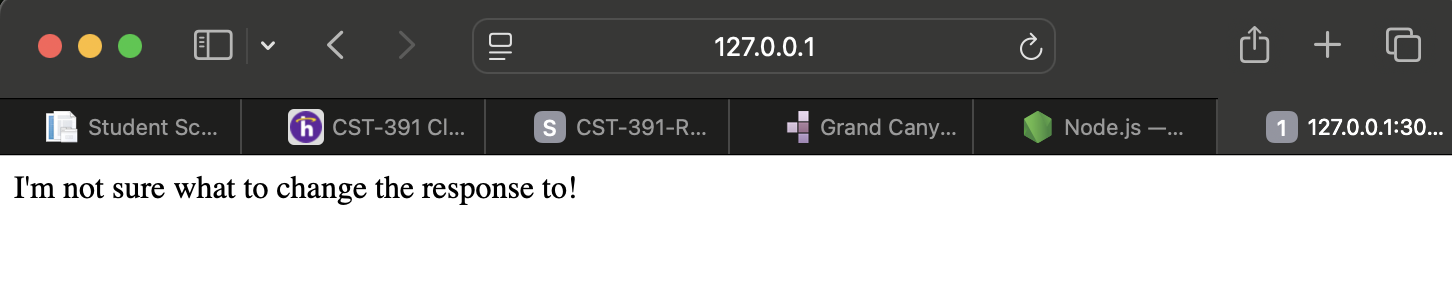 127.0.0.1
Student Sc...
h CST-391 Cl...
S CST-391-R...
Grand Cany...
Node.js —...
1 127.0.0.1:30...
I'm not sure what to change the response to!